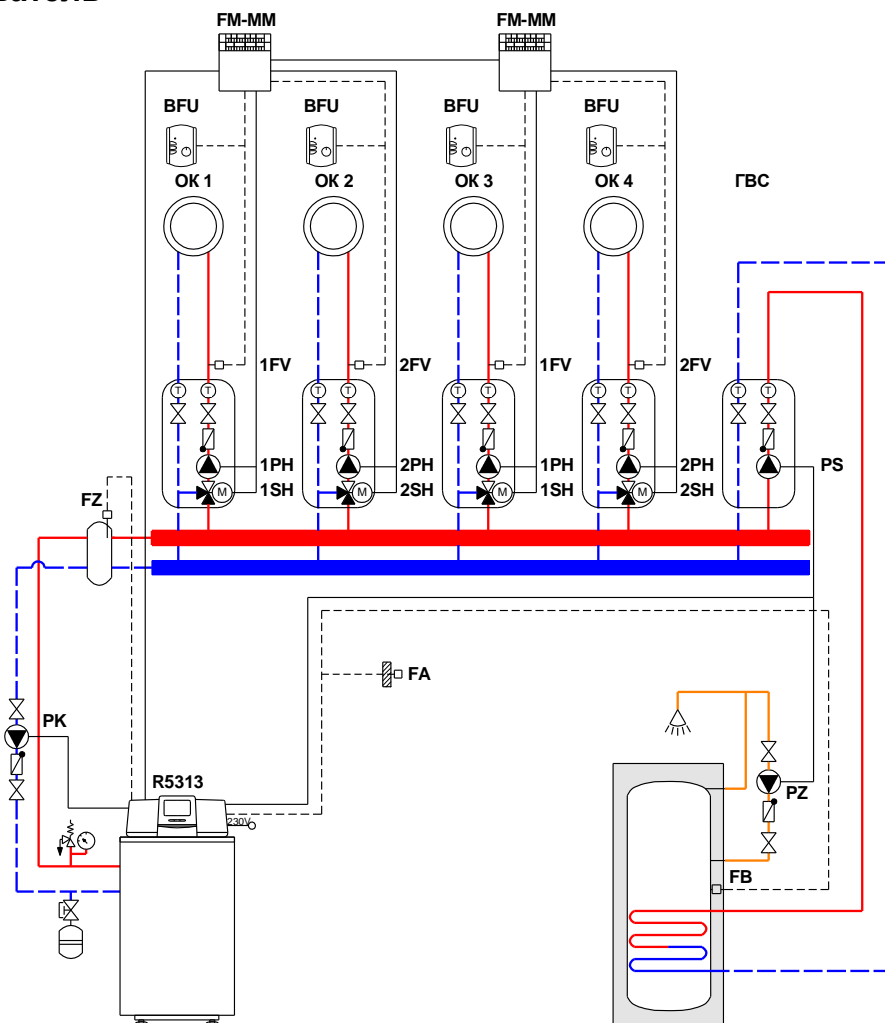 FM-MM FM-MM
BFU BFU BFU BFU
ОК 1 ОК 2 ОК 3 ОК 4 ГВС
1FV 2FV 1FV 2FV
T T T T T T T T T T
1PH 2PH 1PH 2PH PS
M 1SH M 2SH M 1SH M 2SH
FZ
FA
PK
R5313
PZ
230V
FB